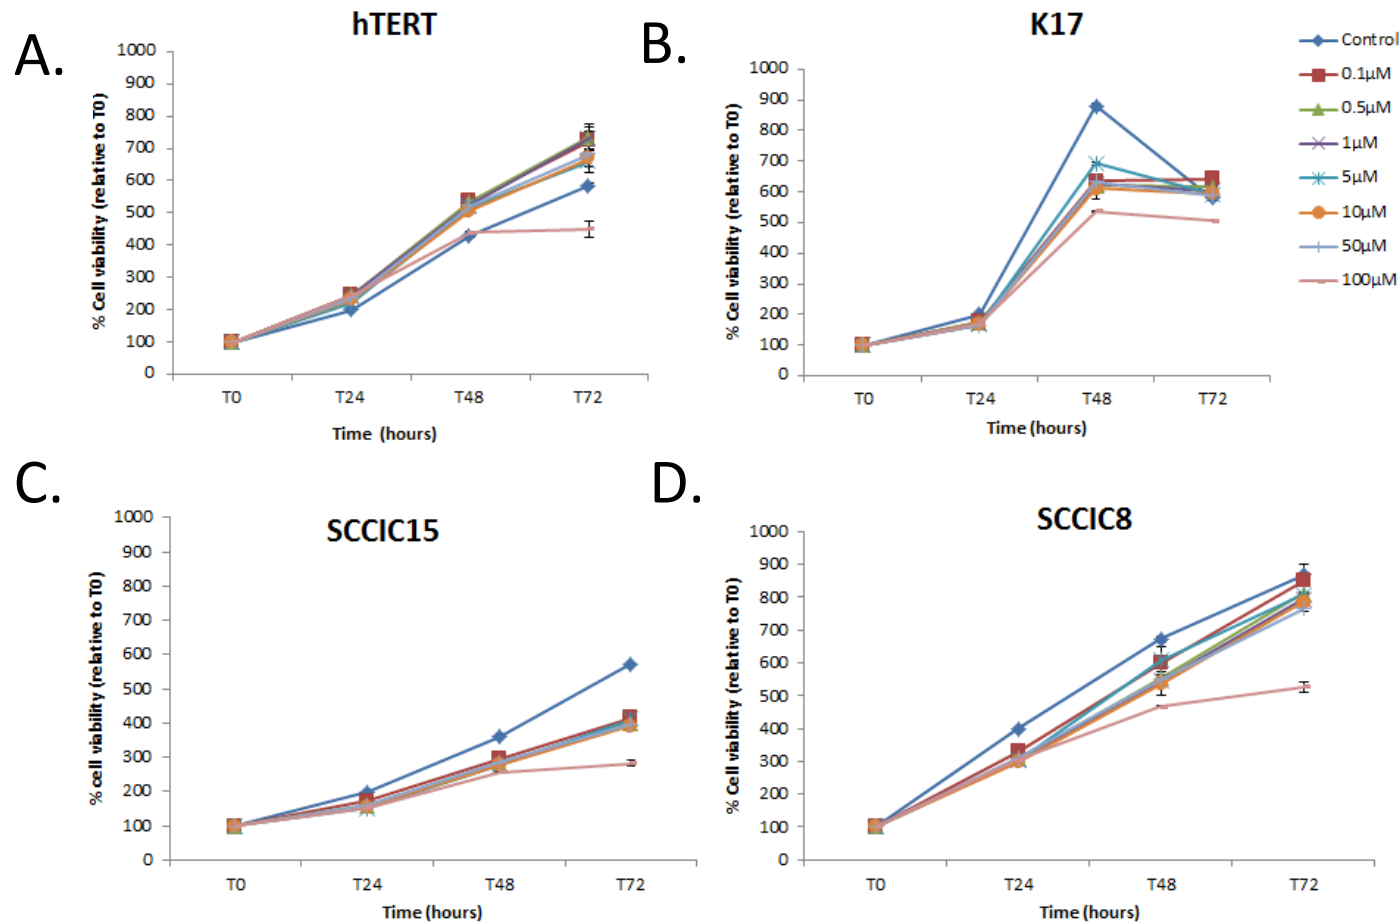 A.
hTERT
1000
900
800
700
600
500
400
300
200
100
0
% Cell viability (relative to T0)
T0 T24 T48 T72
Time (hours)
B.
K17
1000
900
800
700
600
500
400
300
200
100
0
% Cell viability (relative to T0)
T0 T24 T48 T72
Time (hours)
Control
0.1µM
0.5µM
1µM
5µM
10µM
50µM
100µM
C.
SCCIC15
1000
900
800
700
600
500
400
300
200
100
0
% cell viability (relative to T0)
T0 T24 T48 T72
Time (hours)
D.
SCCIC8
1000
900
800
700
600
500
400
300
200
100
0
% Cell viability (relative to T0)
T0 T24 T48 T72
Time (hours)